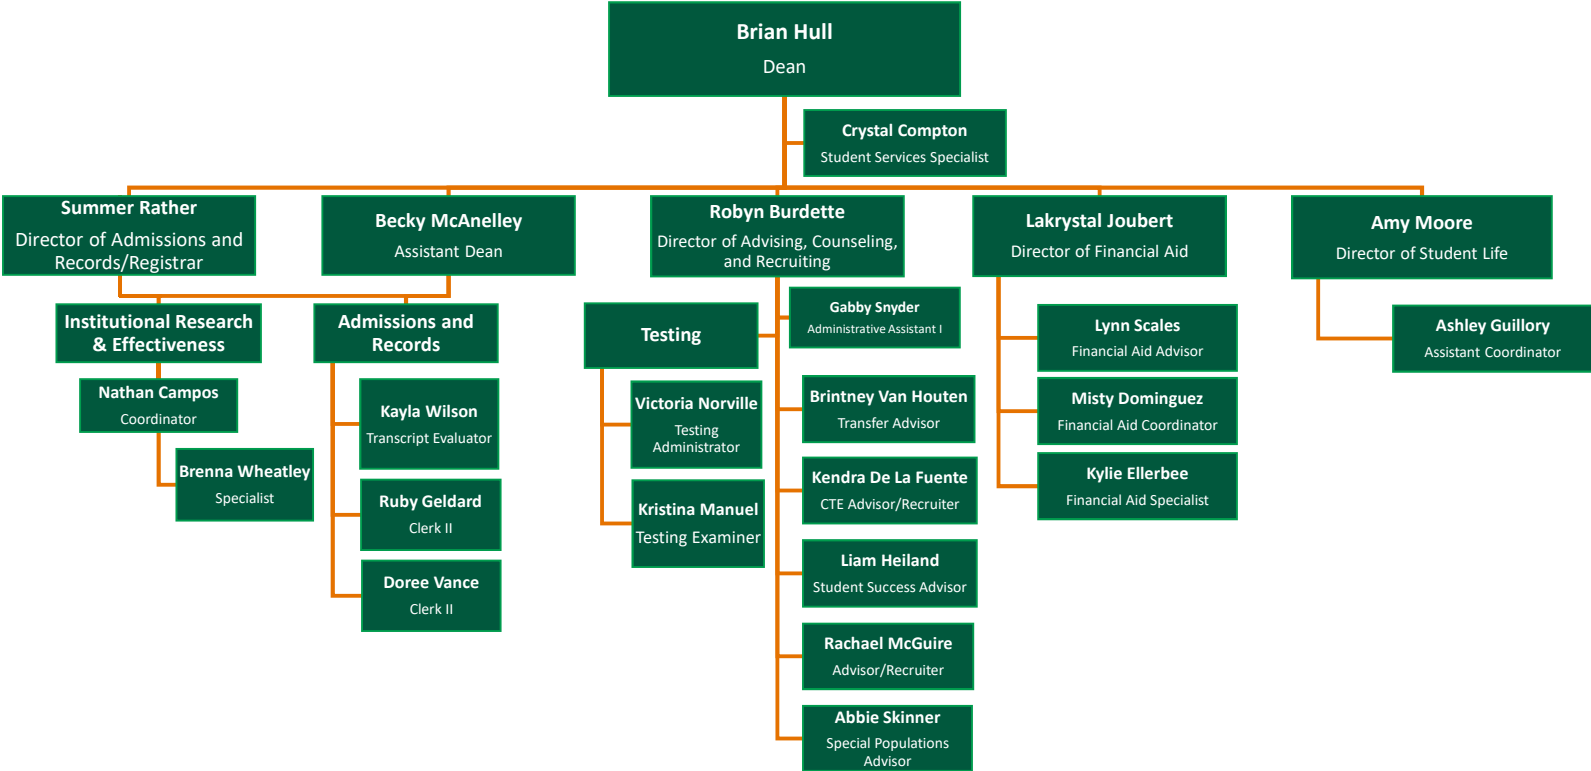 Brian Hull
Dean
Crystal Compton
Student Services Specialist
Summer Rather
Director of Admissions and
Records/Registrar
Becky McAnelley
Assistant Dean
Robyn Burdette
Director of Advising, Counseling,
and Recruiting
Lakrystal Joubert
Director of Financial Aid
Amy Moore
Director of Student Life
Institutional Research
& Effectiveness
Nathan Campos
Coordinator
Brenna Wheatley
Specialist
Admissions and
Records
Kayla Wilson
Transcript Evaluator
Ruby Geldard
Clerk II
Doree Vance
Clerk II
Testing
Victoria Norville
Testing
Administrator
Kristina Manuel
Testing Examiner
Gabby Snyder
Administrative Assistant I
Brintney Van Houten
Transfer Advisor
Kendra De La Fuente
CTE Advisor/Recruiter
Liam Heiland
Student Success Advisor
Rachael McGuire
Advisor/Recruiter
Abbie Skinner
Special Populations
Advisor
Lynn Scales
Financial Aid Advisor
Misty Dominguez
Financial Aid Coordinator
Kylie Ellerbee
Financial Aid Specialist
Ashley Guillory
Assistant Coordinator